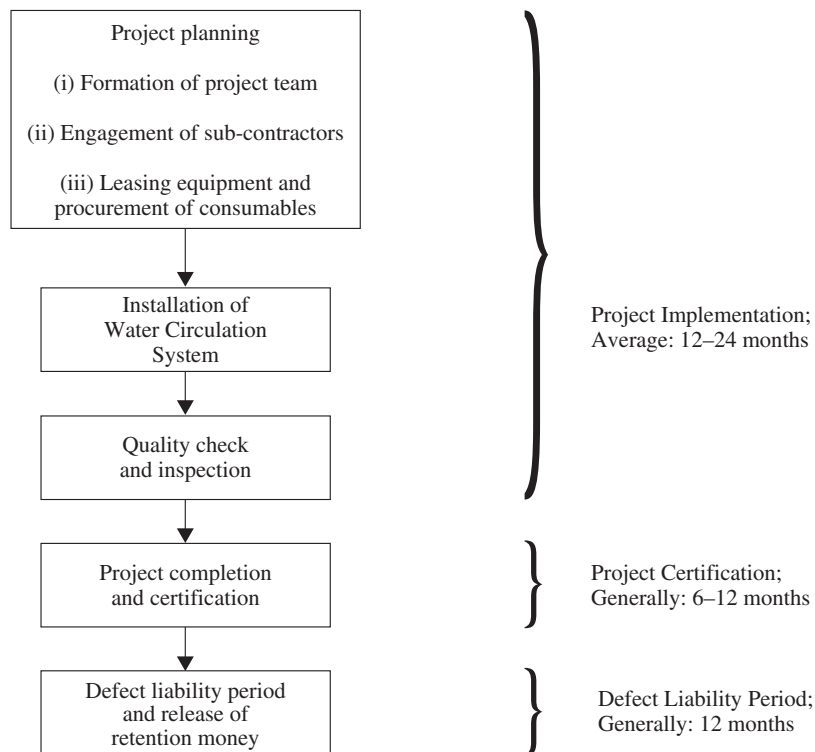 Project planning
(i) Formation of project team
(ii) Engagement of sub-contractors
(iii) Leasing equipment and
procurement of consumables
Installation of
Water Circulation
System
Project Implementation;
Average: 12–24 months
Quality check
and inspection
Project completion
and certification
Project Certification;
Generally: 6–12 months
Defect liability period
and release of
retention money
Defect Liability Period;
Generally: 12 months